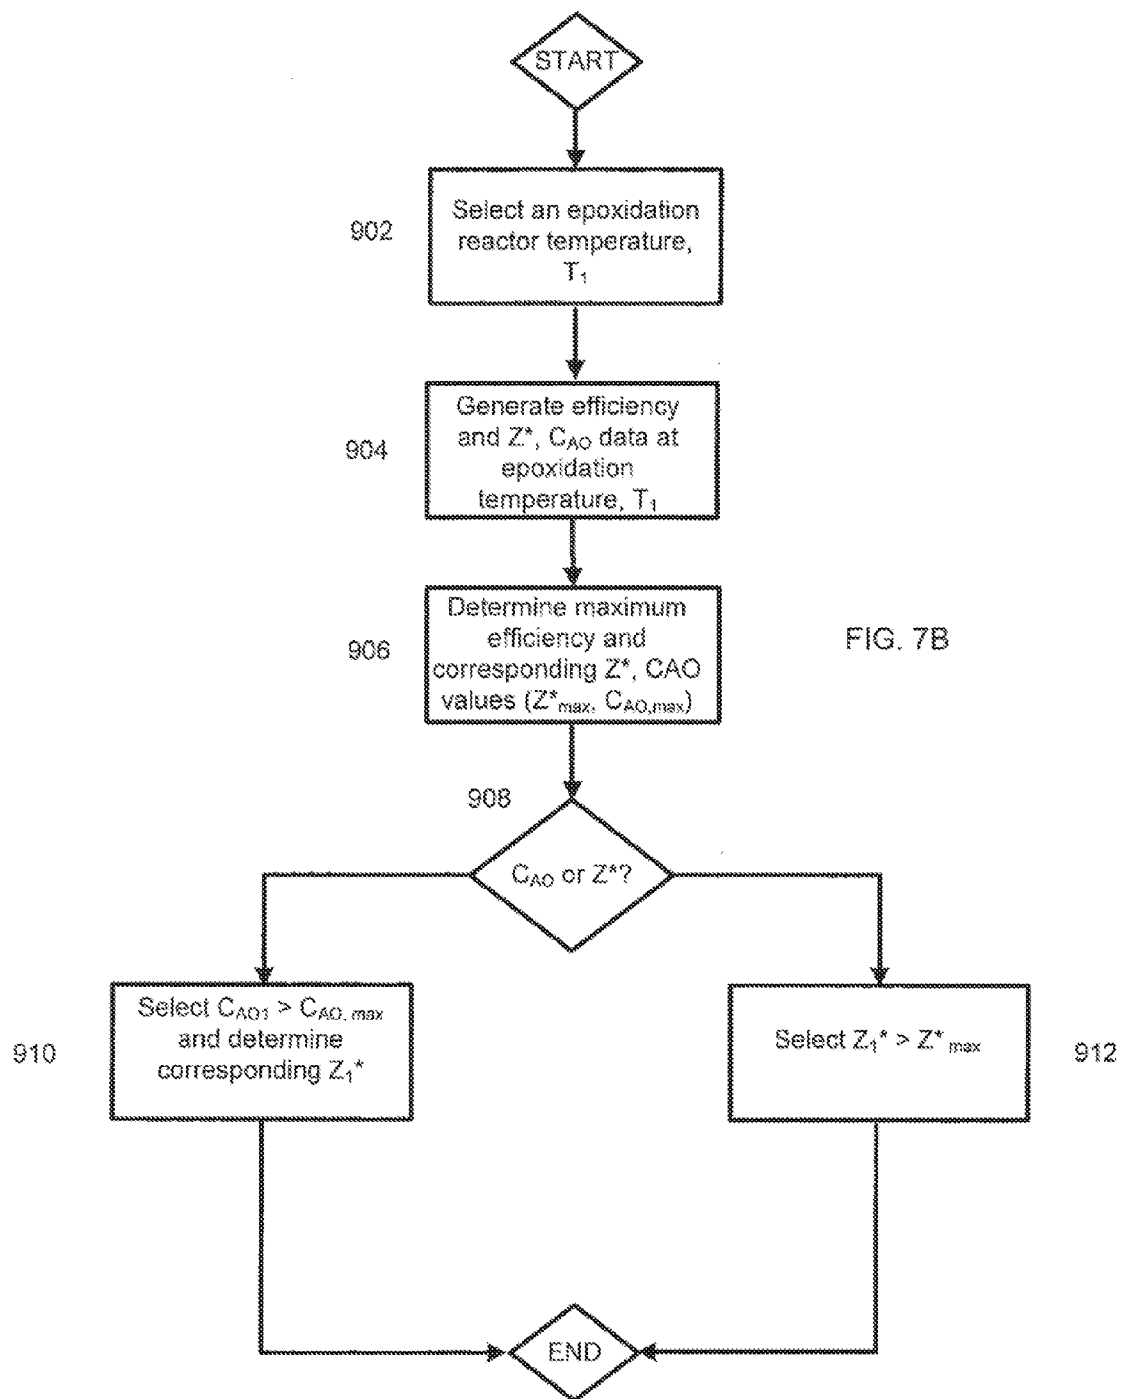 START
902
Select an epoxidation
reactor temperature,
T₁
904
Generate efficiency
and Z*, C_AO data at
epoxidation
temperature, T₁
906
Determine maximum
efficiency and
corresponding Z*, CAO
values (Z*_max, C_AO,max)
FIG. 7B
908
C_AO or Z*?
910
Select C_AO1 > C_AO, max
and determine
corresponding Z₁*
Select Z₁* > Z*_max
912
END